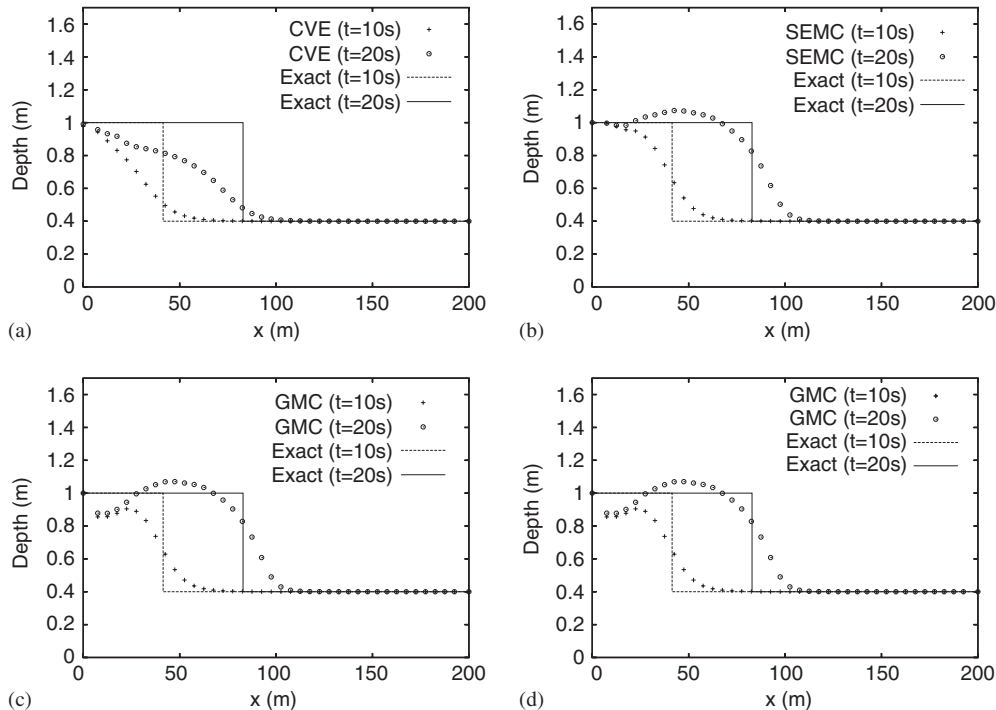 CVE (t=10s)
CVE (t=20s)
Exact (t=10s)
Exact (t=20s)
1.6
1.4
1.2
1
0.8
0.6
0.4
0.2
0
Depth (m)
0 50 100 150 200
x (m)
(a)
SEMC (t=10s)
SEMC (t=20s)
Exact (t=10s)
Exact (t=20s)
1.6
1.4
1.2
1
0.8
0.6
0.4
0.2
0
Depth (m)
0 50 100 150 200
x (m)
(b)
GMC (t=10s)
GMC (t=20s)
Exact (t=10s)
Exact (t=20s)
1.6
1.4
1.2
1
0.8
0.6
0.4
0.2
0
Depth (m)
0 50 100 150 200
x (m)
(c)
GMC (t=10s)
GMC (t=20s)
Exact (t=10s)
Exact (t=20s)
1.6
1.4
1.2
1
0.8
0.6
0.4
0.2
0
Depth (m)
0 50 100 150 200
x (m)
(d)